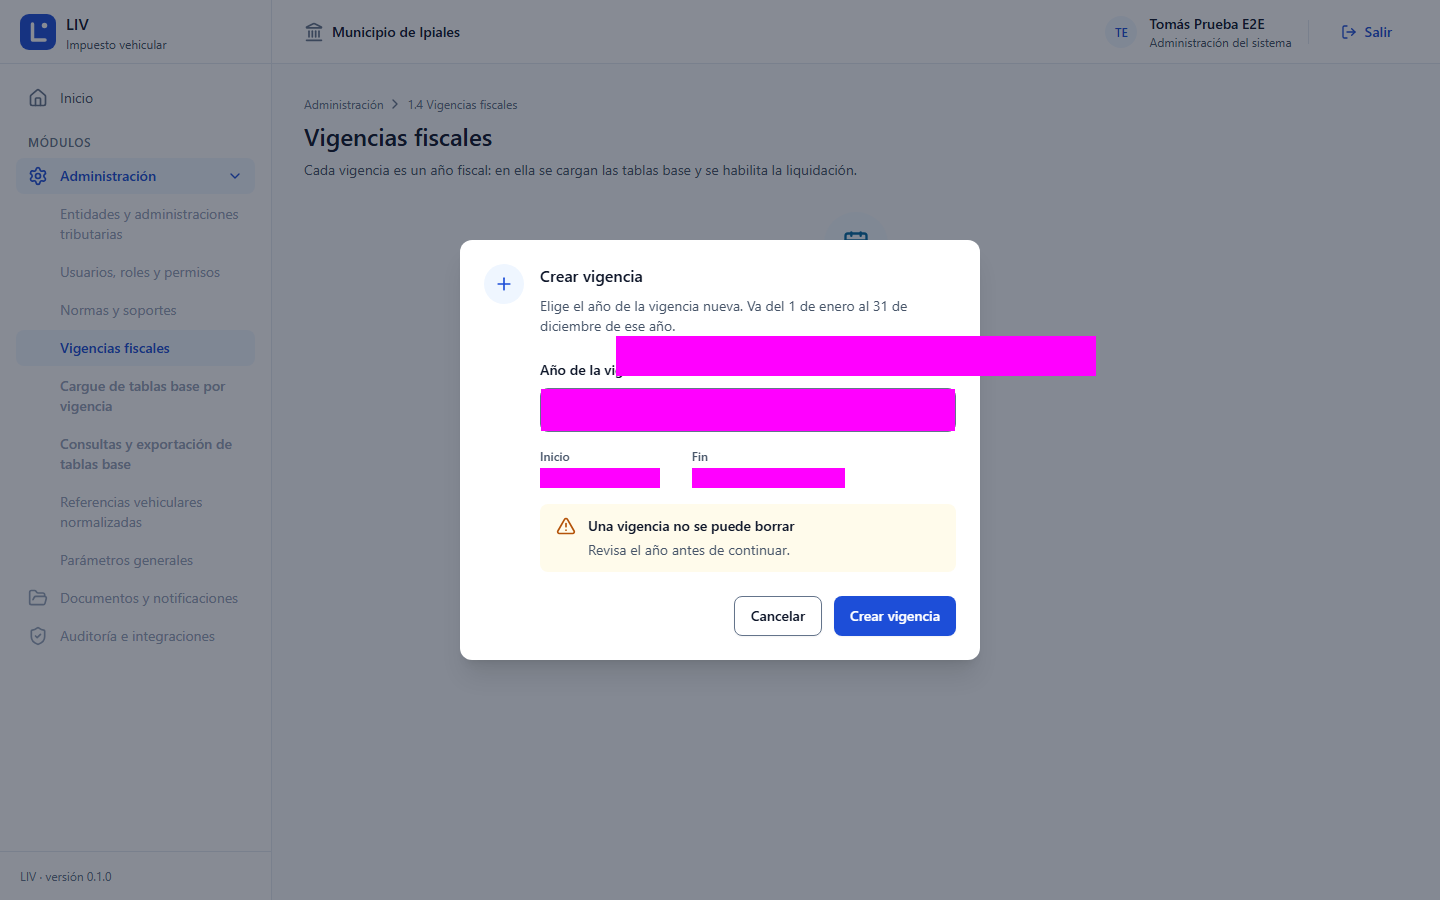 LIV
Impuesto vehicular
Municipio de Ipiales
TE
Tomás Prueba E2E
Administración del sistema
Salir
Inicio
MÓDULOS
Administración
Entidades y administraciones
tributarias
Usuarios, roles y permisos
Normas y soportes
Vigencias fiscales
Cargue de tablas base por
vigencia
Consultas y exportación de
tablas base
Referencias vehiculares
normalizadas
Parámetros generales
Documentos y notificaciones
Auditoría e integraciones
LIV · versión 0.1.0
Administración
1.4 Vigencias fiscales
Vigencias fiscales
Cada vigencia es un año fiscal: en ella se cargan las tablas base y se habilita la liquidación.
Crear vigencia
Elige el año de la vigencia nueva. Va del 1 de enero al 31 de
diciembre de ese año.
Año de la
Inicio
Fin
Una vigencia no se puede borrar
Revisa el año antes de continuar.
Cancelar
Crear vigencia